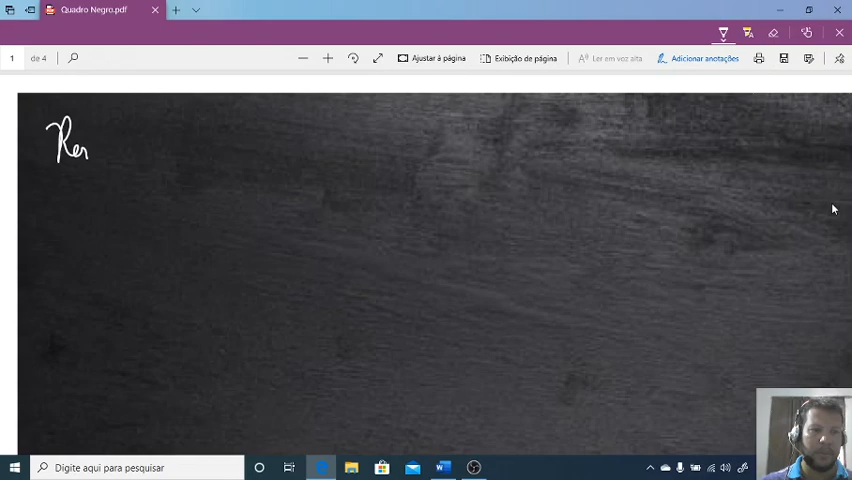 Quadro Negro.pdf
1 de 4
Ajustar à página
Exibição de página
Ler em voz alta
Adicionar anotações
Rer
Digite aqui para pesquisar